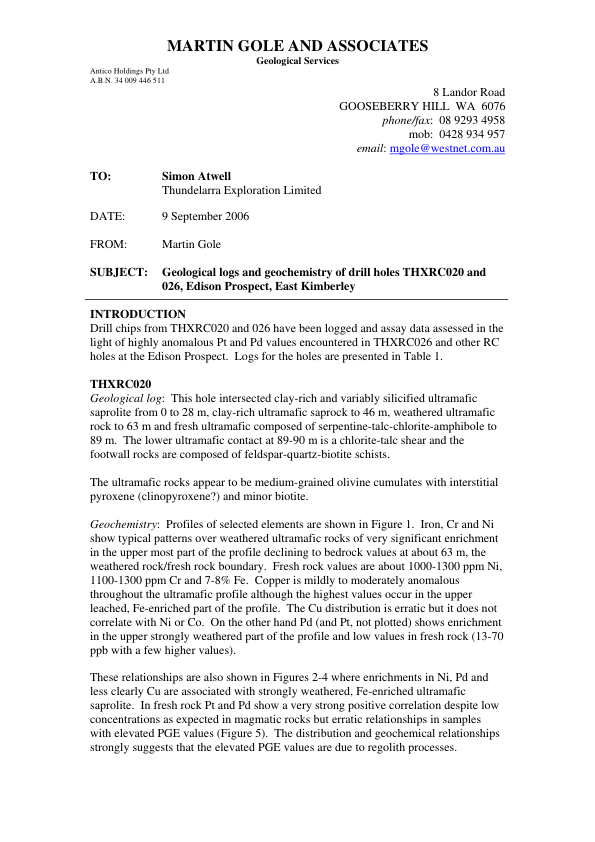 MARTIN GOLE AND ASSOCIATES
Geological Services
Antico Holdings Pty Ltd
A.B.N. 34 009 446 511
8 Landor Road
GOOSEBERRY HILL  WA  6076
phone/fax:  08 9293 4958
mob:  0428 934 957
email: mgole@westnet.com.au
TO: Simon Atwell
Thundelarra Exploration Limited
DATE: 9 September 2006
FROM: Martin Gole
SUBJECT: Geological logs and geochemistry of drill holes THXRC020 and
026, Edison Prospect, East Kimberley
INTRODUCTION
Drill chips from THXRC020 and 026 have been logged and assay data assessed in the
light of highly anomalous Pt and Pd values encountered in THXRC026 and other RC
holes at the Edison Prospect.  Logs for the holes are presented in Table 1.
THXRC020
Geological log:  This hole intersected clay-rich and variably silicified ultramafic
saprolite from 0 to 28 m, clay-rich ultramafic saprock to 46 m, weathered ultramafic
rock to 63 m and fresh ultramafic composed of serpentine-talc-chlorite-amphibole to
89 m.  The lower ultramafic contact at 89-90 m is a chlorite-talc shear and the
footwall rocks are composed of feldspar-quartz-biotite schists.
The ultramafic rocks appear to be medium-grained olivine cumulates with interstitial
pyroxene (clinopyroxene?) and minor biotite.
Geochemistry:  Profiles of selected elements are shown in Figure 1.  Iron, Cr and Ni
show typical patterns over weathered ultramafic rocks of very significant enrichment
in the upper most part of the profile declining to bedrock values at about 63 m, the
weathered rock/fresh rock boundary.  Fresh rock values are about 1000-1300 ppm Ni,
1100-1300 ppm Cr and 7-8% Fe.  Copper is mildly to moderately anomalous
throughout the ultramafic profile although the highest values occur in the upper
leached, Fe-enriched part of the profile.  The Cu distribution is erratic but it does not
correlate with Ni or Co.  On the other hand Pd (and Pt, not plotted) shows enrichment
in the upper strongly weathered part of the profile and low values in fresh rock (13-70
ppb with a few higher values).
These relationships are also shown in Figures 2-4 where enrichments in Ni, Pd and
less clearly Cu are associated with strongly weathered, Fe-enriched ultramafic
saprolite.  In fresh rock Pt and Pd show a very strong positive correlation despite low
concentrations as expected in magmatic rocks but erratic relationships in samples
with elevated PGE values (Figure 5).  The distribution and geochemical relationships
strongly suggests that the elevated PGE values are due to regolith processes.